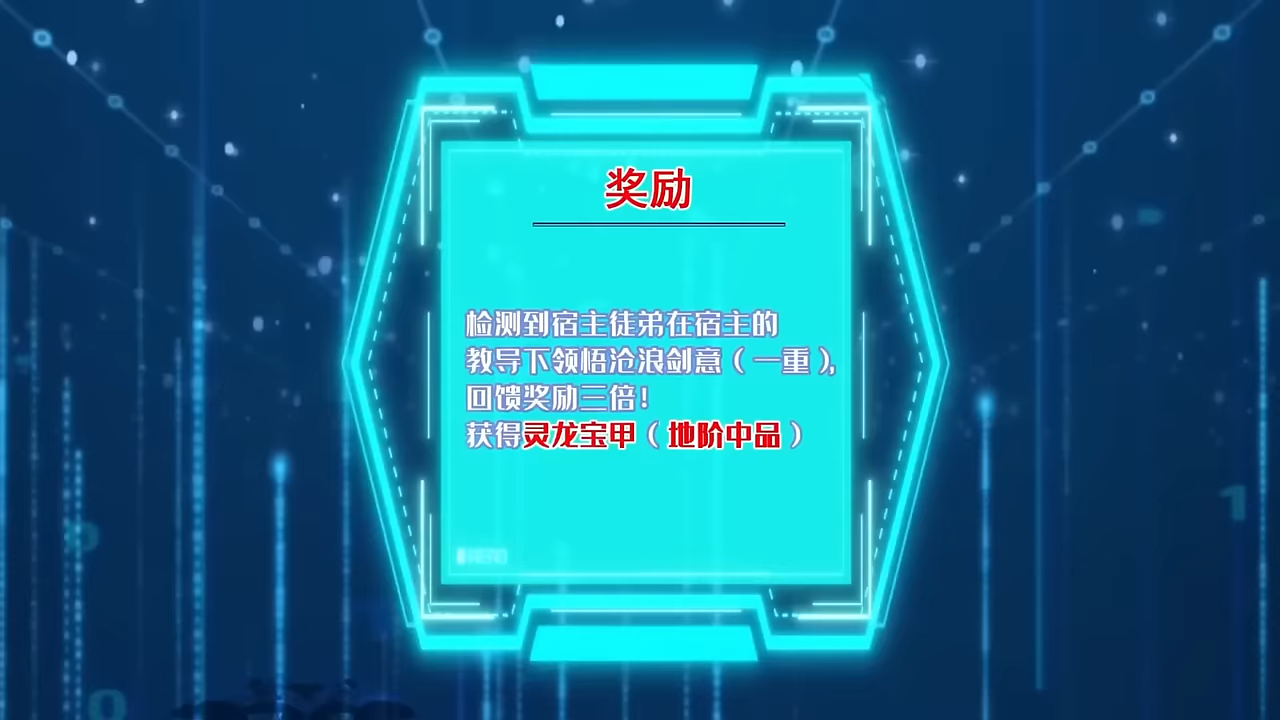 奖励
检测到宿主徒弟在宿主的
教导下领悟沧浪剑意（一重），
回馈奖励三倍！
获得灵龙宝甲（地阶中品）